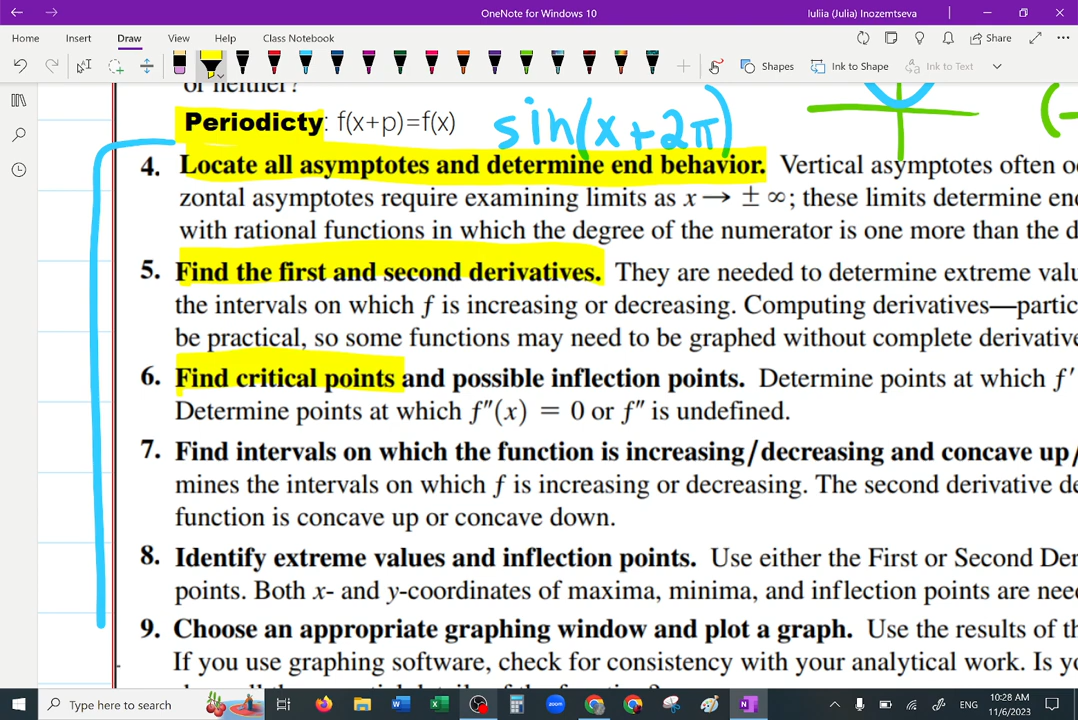 OneNote for Windows 10
Iuliia (Julia) Inozemtseva
Home Insert Draw View Help Class Notebook
Share
Shapes Ink to Shape Ink to Text
or neither?
Periodicty: f(x+p)=f(x) sin(x+2π)
4. Locate all asymptotes and determine end behavior. Vertical asymptotes often oc
zontal asymptotes require examining limits as x → ± ∞; these limits determine end
with rational functions in which the degree of the numerator is one more than the d
5. Find the first and second derivatives. They are needed to determine extreme valu
the intervals on which f is increasing or decreasing. Computing derivatives—partic
be practical, so some functions may need to be graphed without complete derivative
6. Find critical points and possible inflection points. Determine points at which f′
Determine points at which f″(x) = 0 or f″ is undefined.
7. Find intervals on which the function is increasing/decreasing and concave up/
mines the intervals on which f is increasing or decreasing. The second derivative de
function is concave up or concave down.
8. Identify extreme values and inflection points. Use either the First or Second Der
points. Both x- and y-coordinates of maxima, minima, and inflection points are nee
9. Choose an appropriate graphing window and plot a graph. Use the results of th
If you use graphing software, check for consistency with your analytical work. Is yo
Type here to search
ENG
10:28 AM
11/6/2023